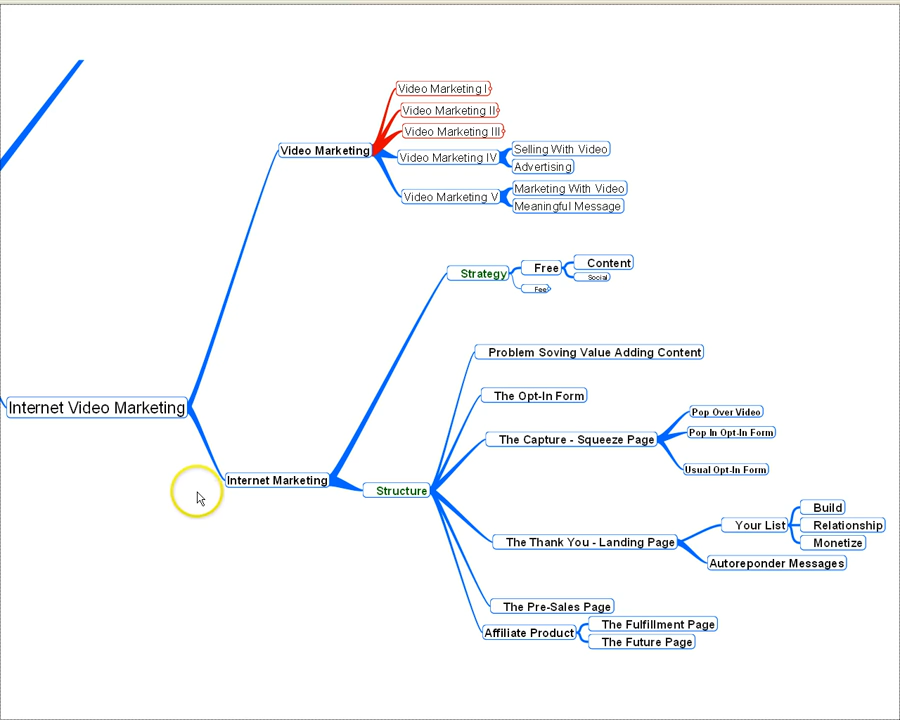 Video Marketing I
Video Marketing II
Video Marketing III
Video Marketing
Video Marketing IV
Selling With Video
Advertising
Video Marketing V
Marketing With Video
Meaningful Message
Strategy
Free
Content
Social
Fee
Problem Soving Value Adding Content
The Opt-In Form
Internet Video Marketing
The Capture - Squeeze Page
Pop Over Video
Pop In Opt-In Form
Usual Opt-In Form
Internet Marketing
Structure
The Thank You - Landing Page
Your List
Build
Relationship
Monetize
Autoreponder Messages
The Pre-Sales Page
Affiliate Product
The Fulfillment Page
The Future Page